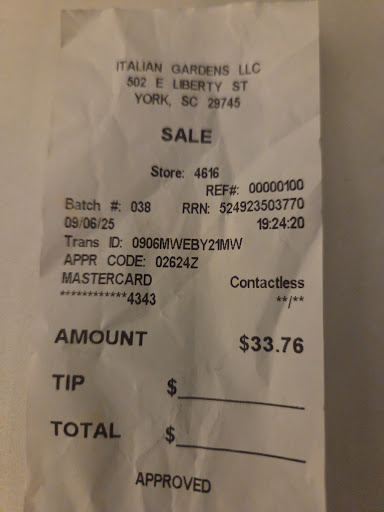 ITALIAN GARDENS LLC
502 E LIBERTY ST
YORK, SC 29745
SALE
Store: 4616
REF#: 00000100
Batch #: 038 RRN: 524923503770
09/06/25 19:24:20
Trans ID: 0906MWEBY21MW
APPR CODE: 02624Z
MASTERCARD Contactless
************4343 **/**
AMOUNT $33.76
TIP $
TOTAL $
APPROVED